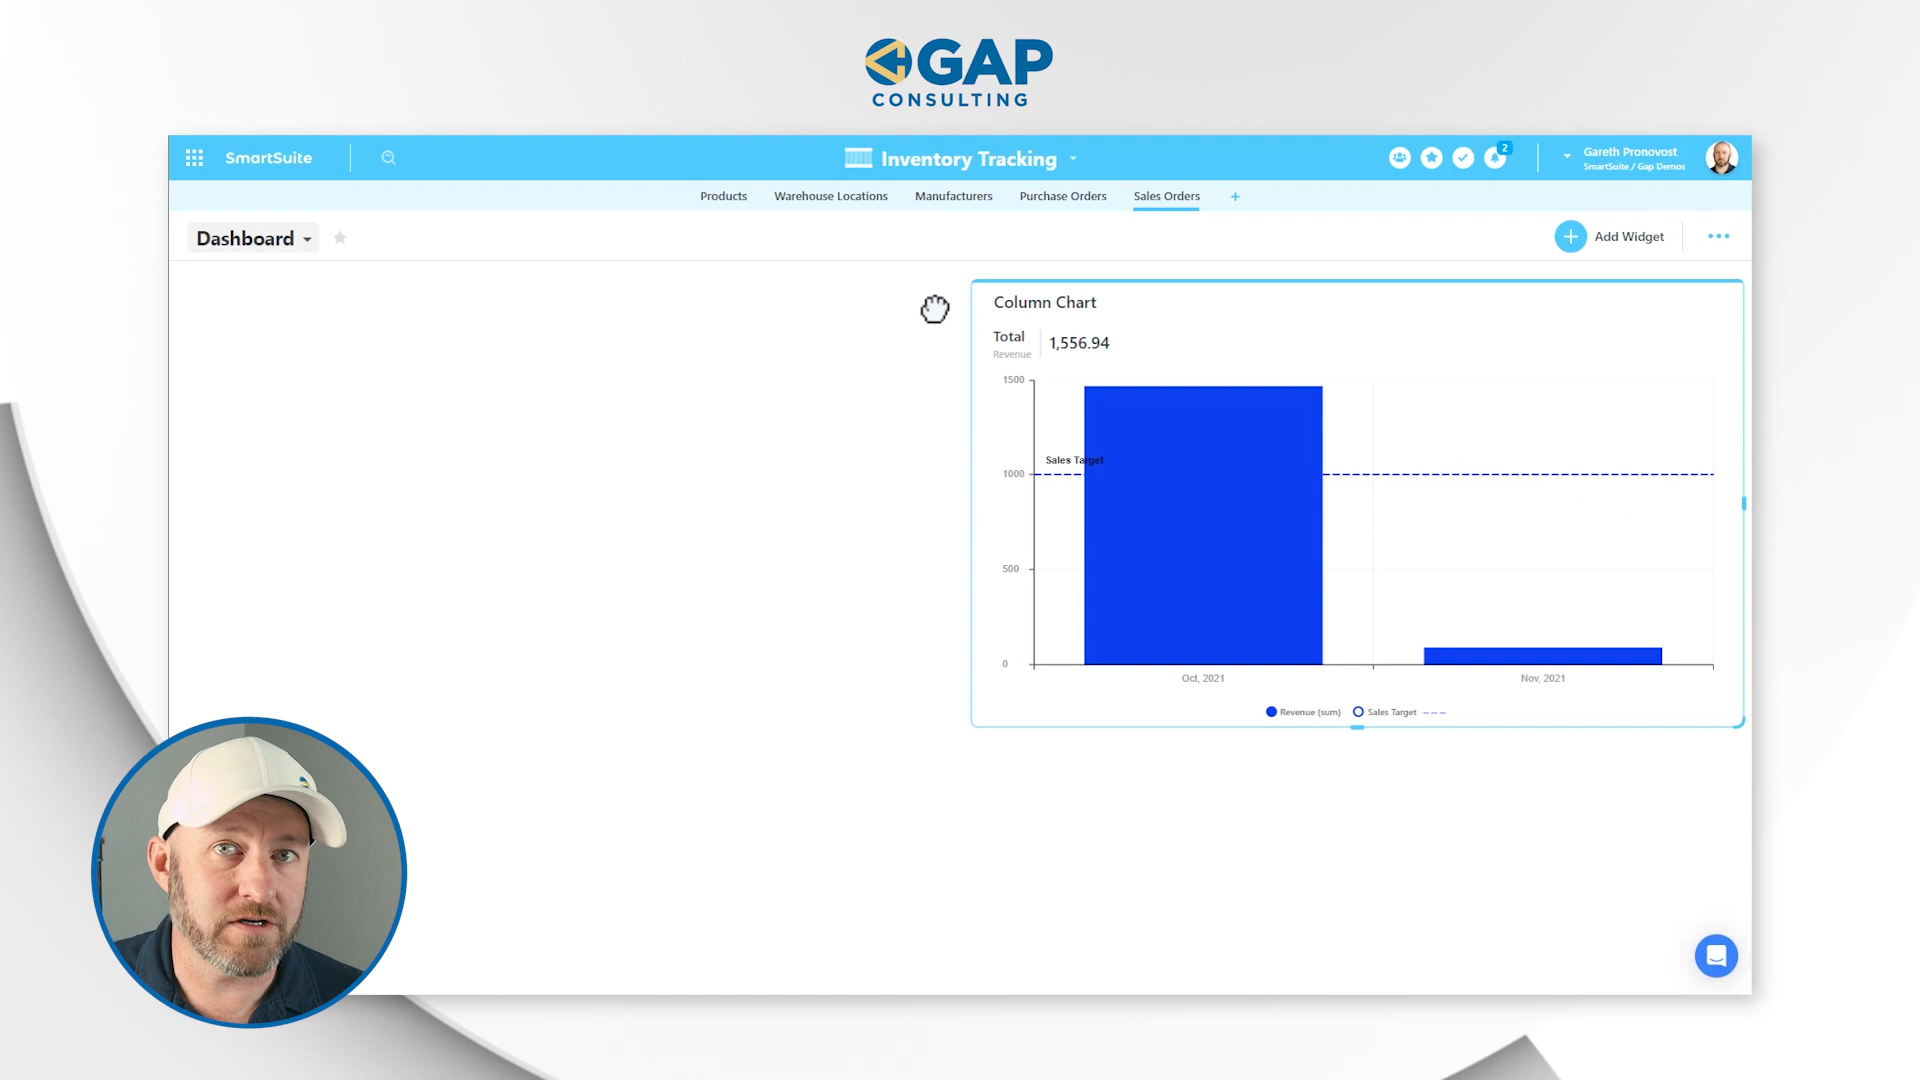 GAP
CONSULTING
SmartSuite
Inventory Tracking
2
Gareth Pronovost
SmartSuite / Gap Demos
Products
Warehouse Locations
Manufacturers
Purchase Orders
Sales Orders
+
Dashboard
Add Widget
Column Chart
Total
Revenue
1,556.94
1500
Sales Target
1000
500
0
Oct, 2021
Nov, 2021
Revenue (sum)
Sales Target